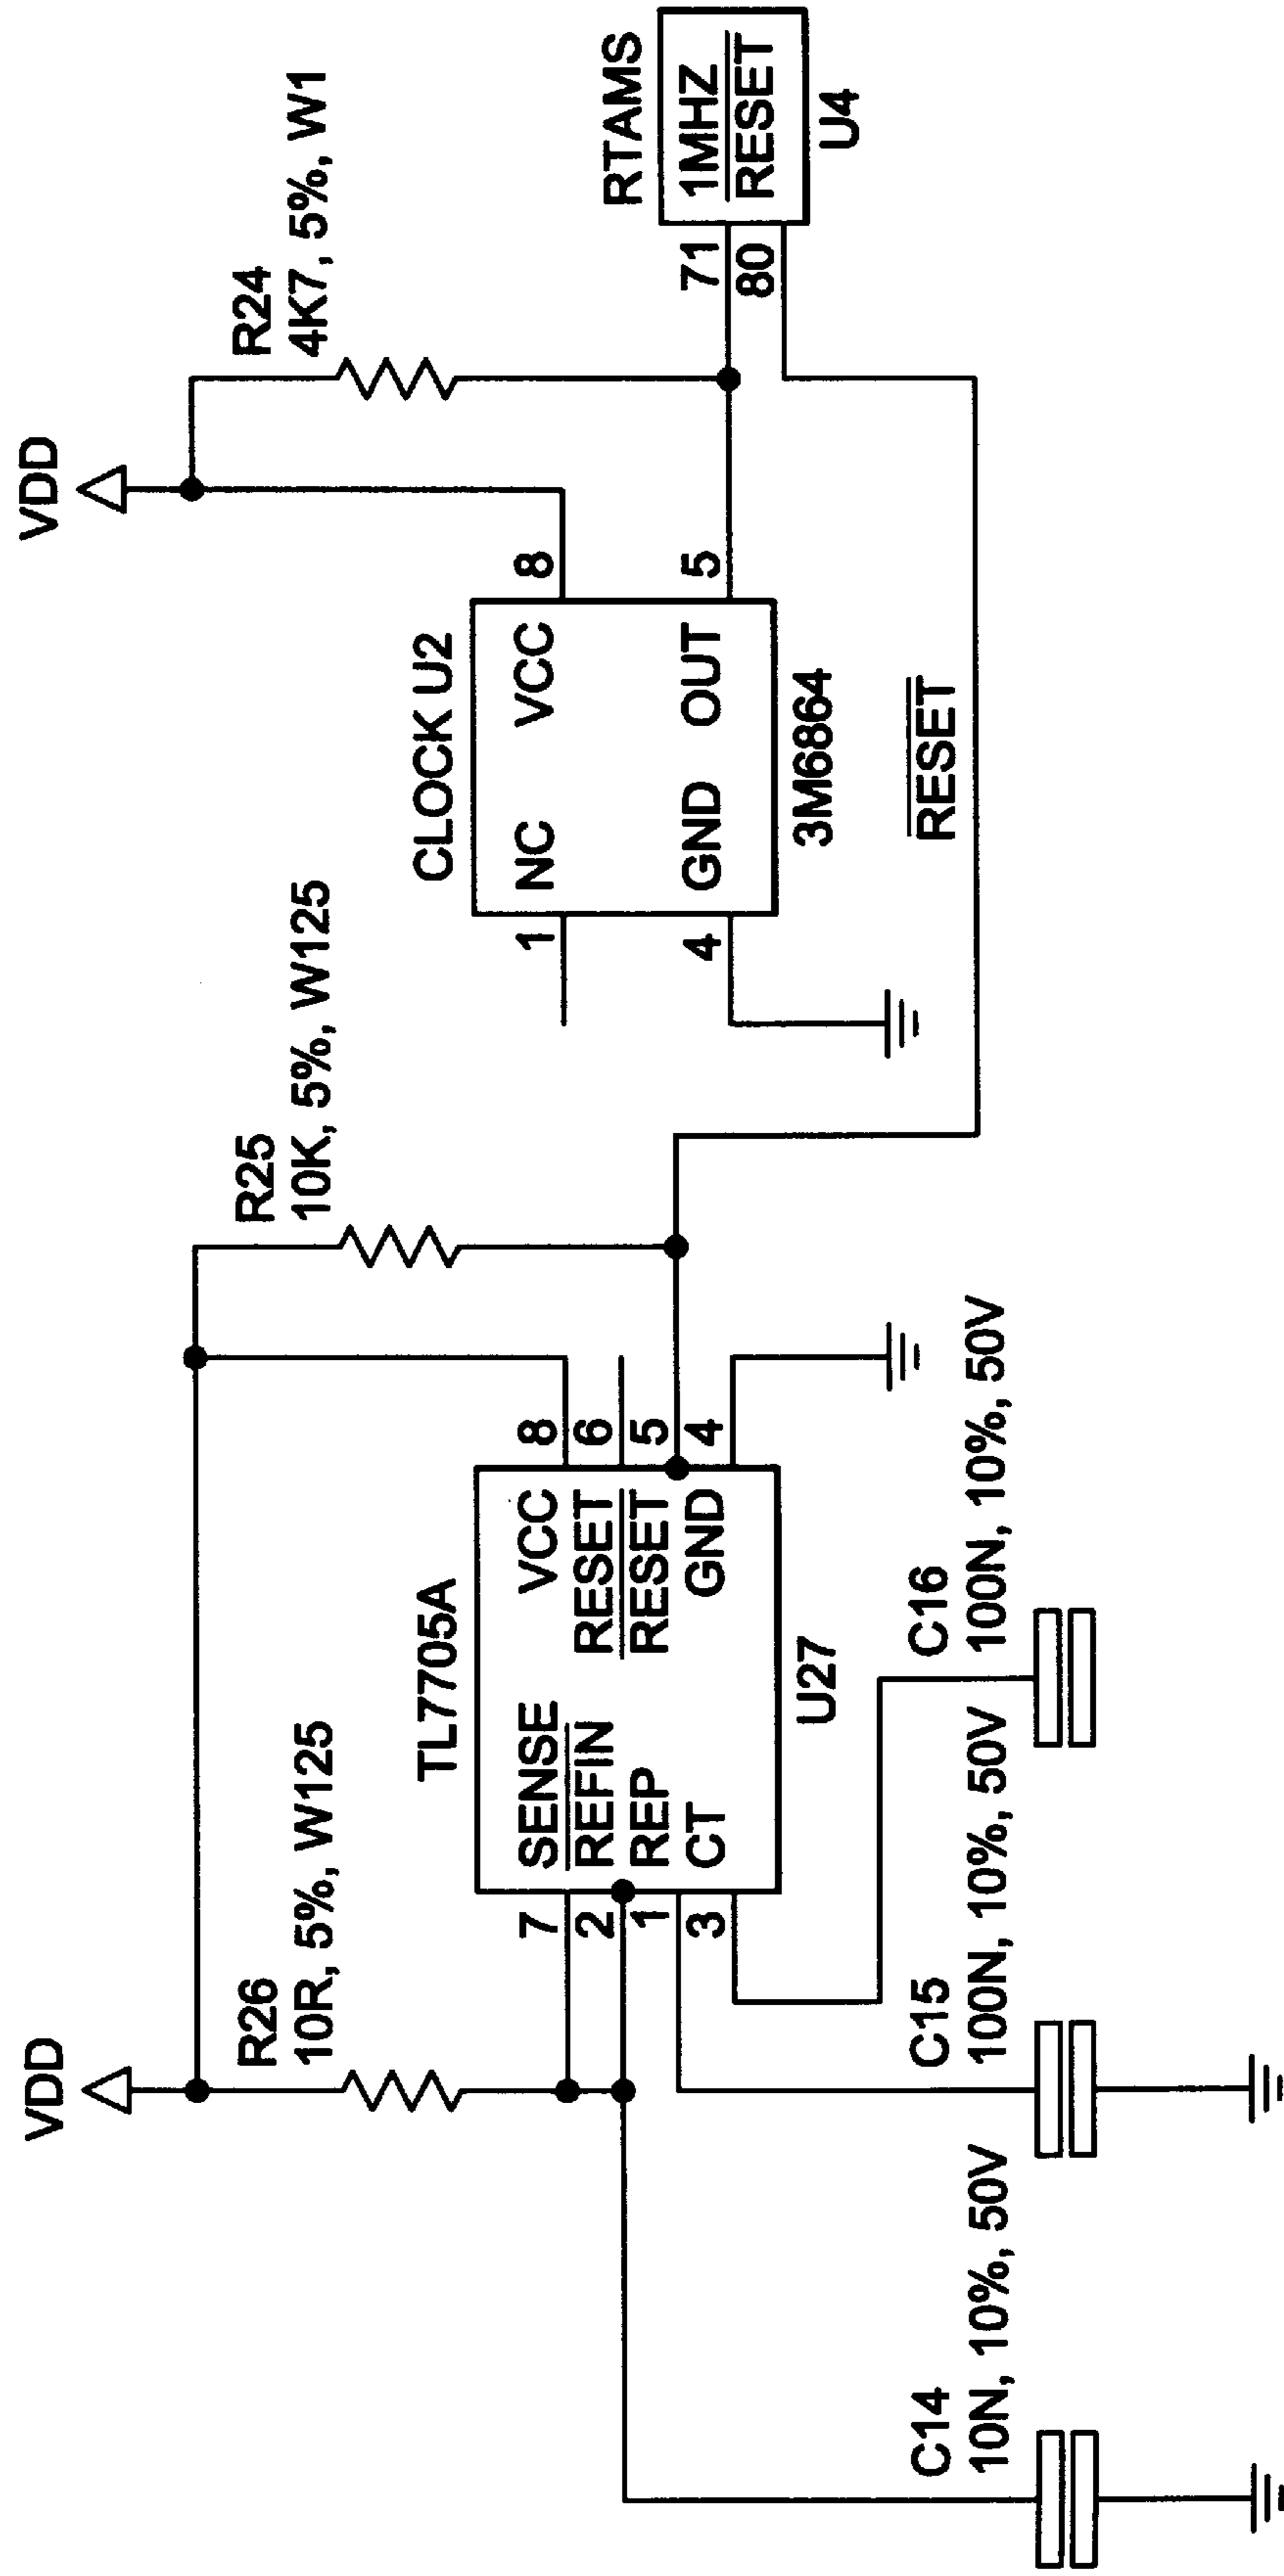 VDD
R26
10R, 5%, W125
R25
10K, 5%, W125
VDD
R24
4K7, 5%, W1
TL7705A
7 SENSE VCC 8
2 REFIN RESET 6
1 REP RESET 5
3 CT GND 4
U27
CLOCK U2
1 NC VCC 8
4 GND OUT 5
3M6864
RTAMS
71 1MHZ
80 RESET
U4
RESET
C14
10N, 10%, 50V
C15
100N, 10%, 50V
C16
100N, 10%, 50V